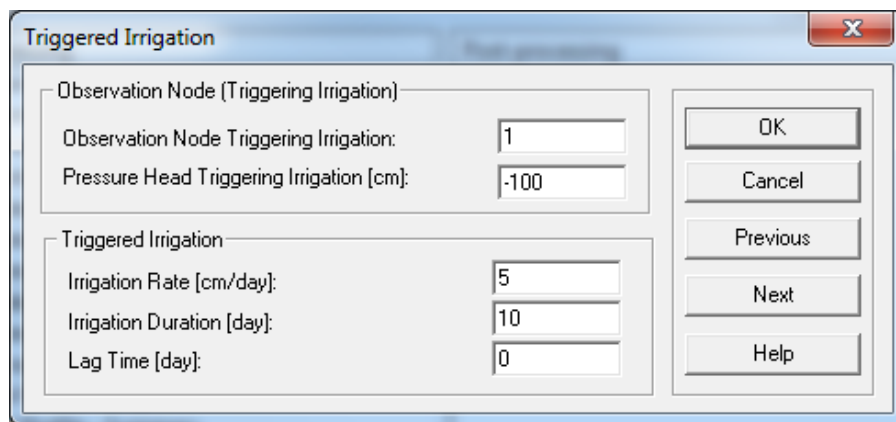 Triggered Irrigation
Observation Node (Triggering Irrigation)
Observation Node Triggering Irrigation: 1
Pressure Head Triggering Irrigation [cm]: -100
Triggered Irrigation
Irrigation Rate [cm/day]: 5
Irrigation Duration [day]: 10
Lag Time [day]: 0
OK
Cancel
Previous
Next
Help